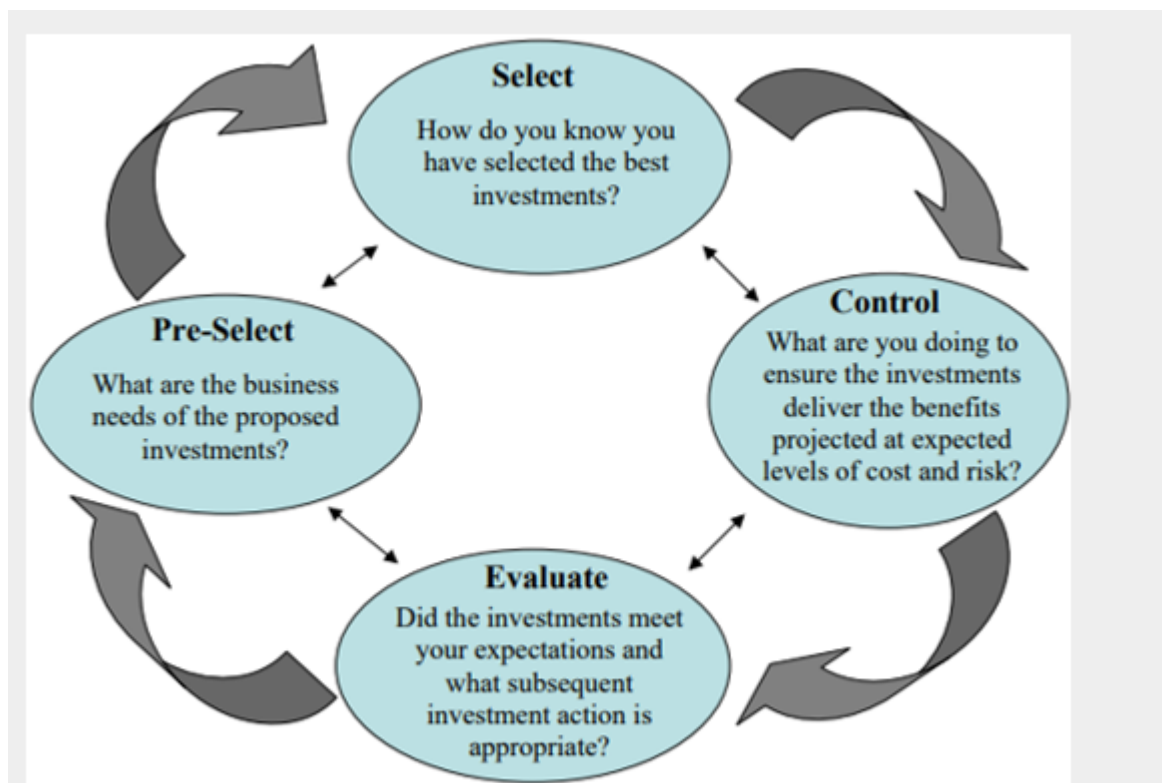 Select
How do you know you
have selected the best
investments?
Pre-Select
What are the business
needs of the proposed
investments?
Control
What are you doing to
ensure the investments
deliver the benefits
projected at expected
levels of cost and risk?
Evaluate
Did the investments meet
your expectations and
what subsequent
investment action is
appropriate?